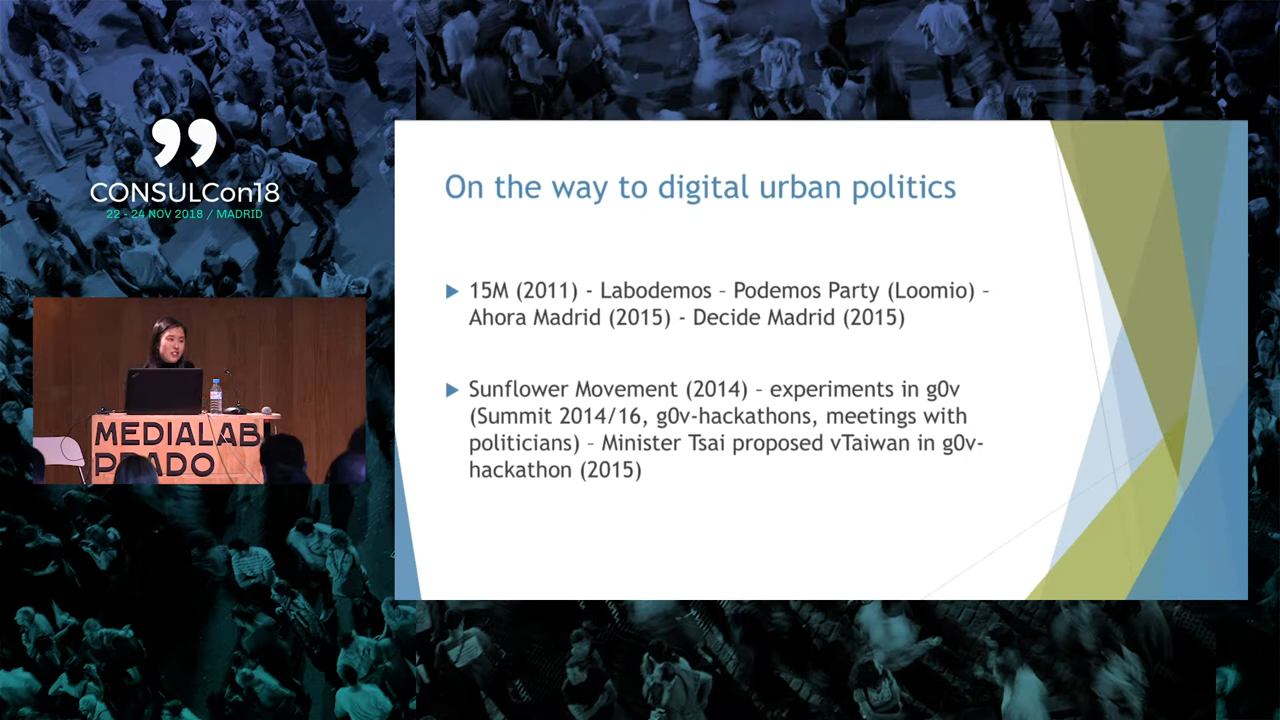 CONSULCon18
22 - 24 NOV 2018 / MADRID
MEDIALAB
PRADO
On the way to digital urban politics
15M (2011) - Labodemos – Podemos Party (Loomio) –
Ahora Madrid (2015) - Decide Madrid (2015)
Sunflower Movement (2014) – experiments in g0v
(Summit 2014/16, g0v-hackathons, meetings with
politicians) – Minister Tsai proposed vTaiwan in g0v-
hackathon (2015)